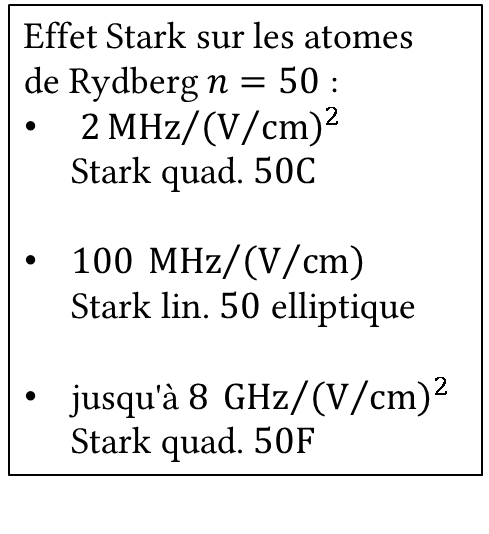 Effet Stark sur les atomes
de Rydberg n = 50 :
• 2 MHz/(V/cm)²
Stark quad. 50C
• 100 MHz/(V/cm)
Stark lin. 50 elliptique
• jusqu'à 8 GHz/(V/cm)²
Stark quad. 50F